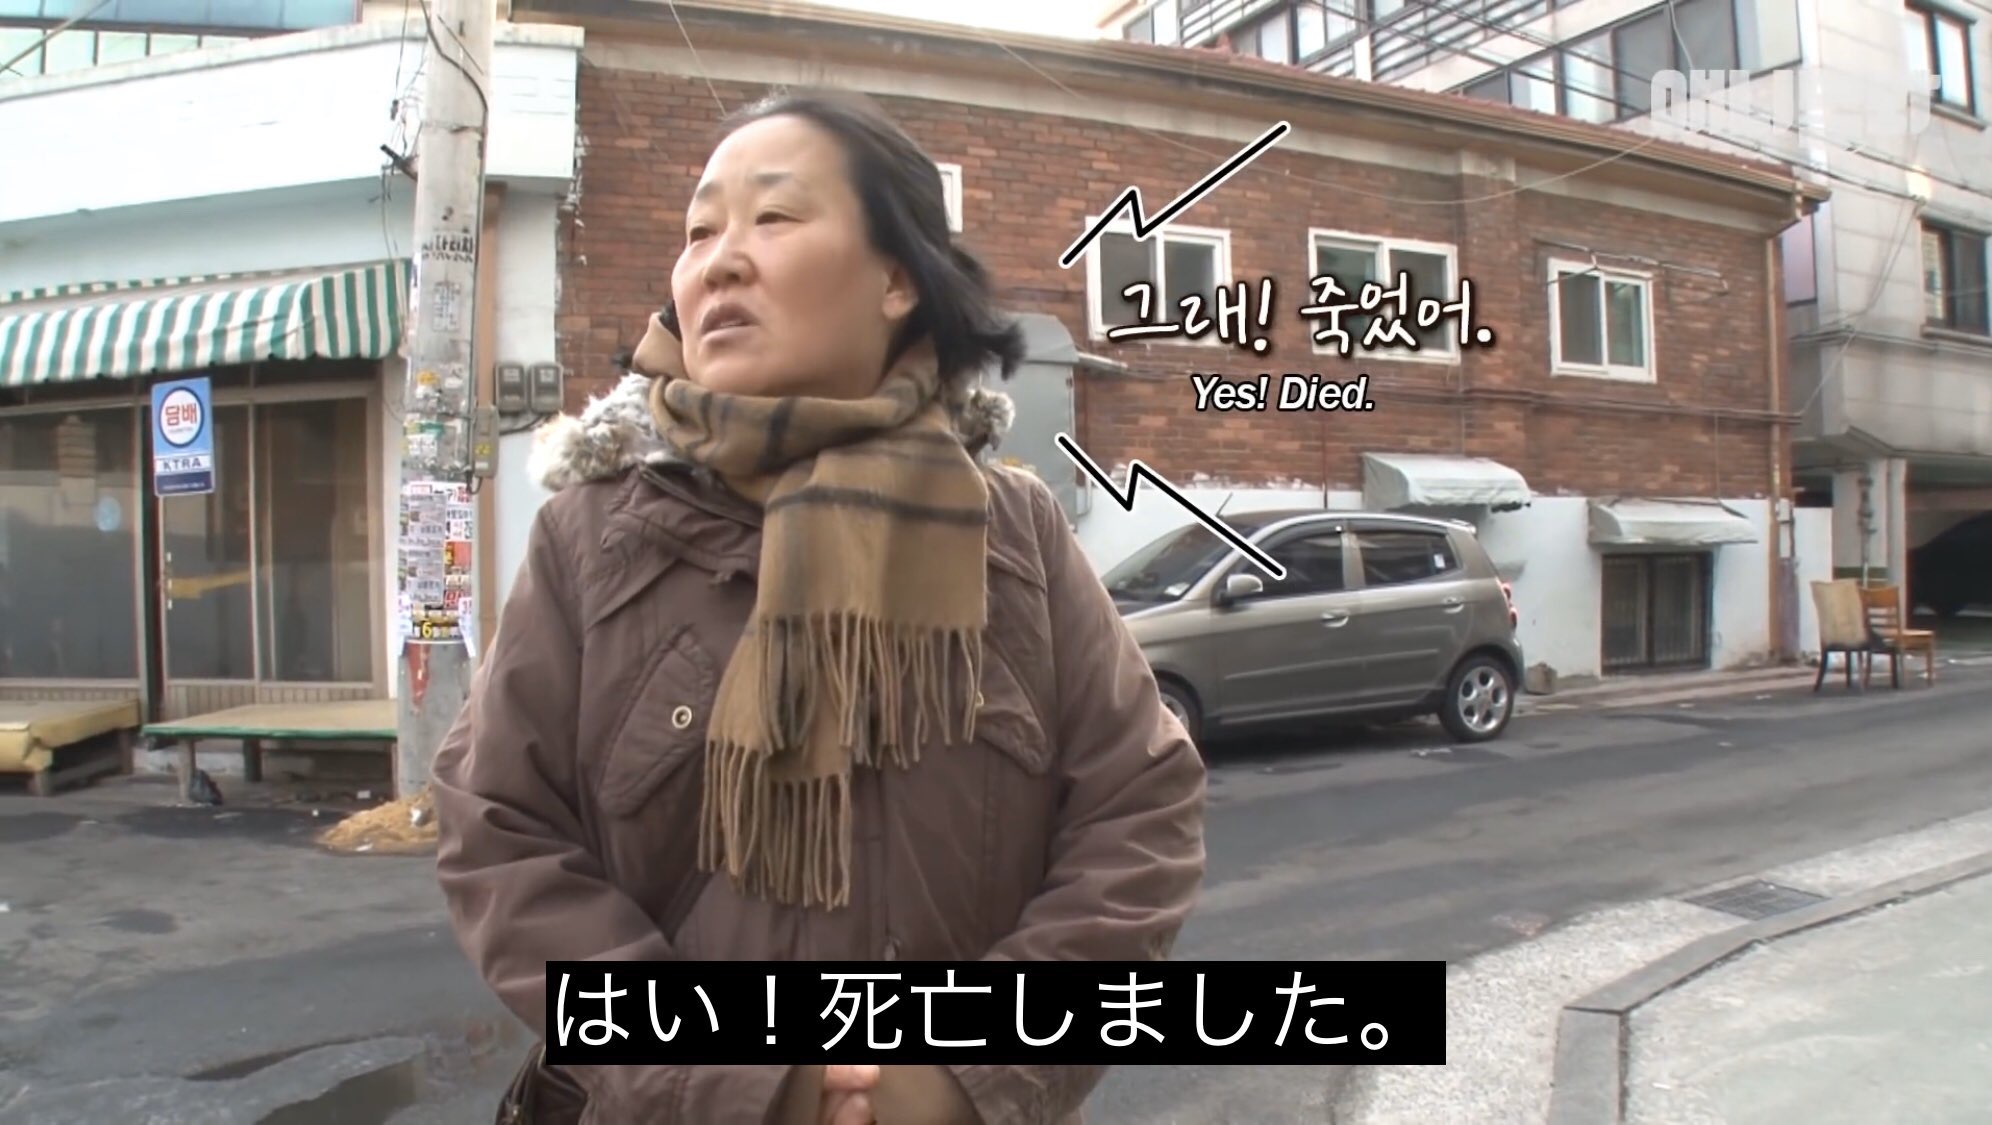 그래! 죽었어.
Yes! Died.
담배
KTRA
はい！死亡しました。